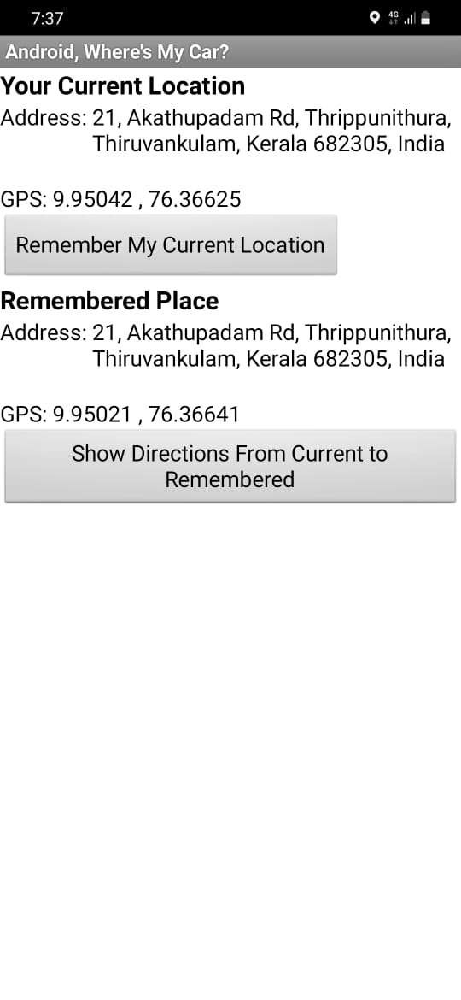 7:37
4G
Android, Where's My Car?
Your Current Location
Address: 21, Akathupadam Rd, Thrippunithura,
Thiruvankulam, Kerala 682305, India
GPS: 9.95042 , 76.36625
Remember My Current Location
Remembered Place
Address: 21, Akathupadam Rd, Thrippunithura,
Thiruvankulam, Kerala 682305, India
GPS: 9.95021 , 76.36641
Show Directions From Current to
Remembered